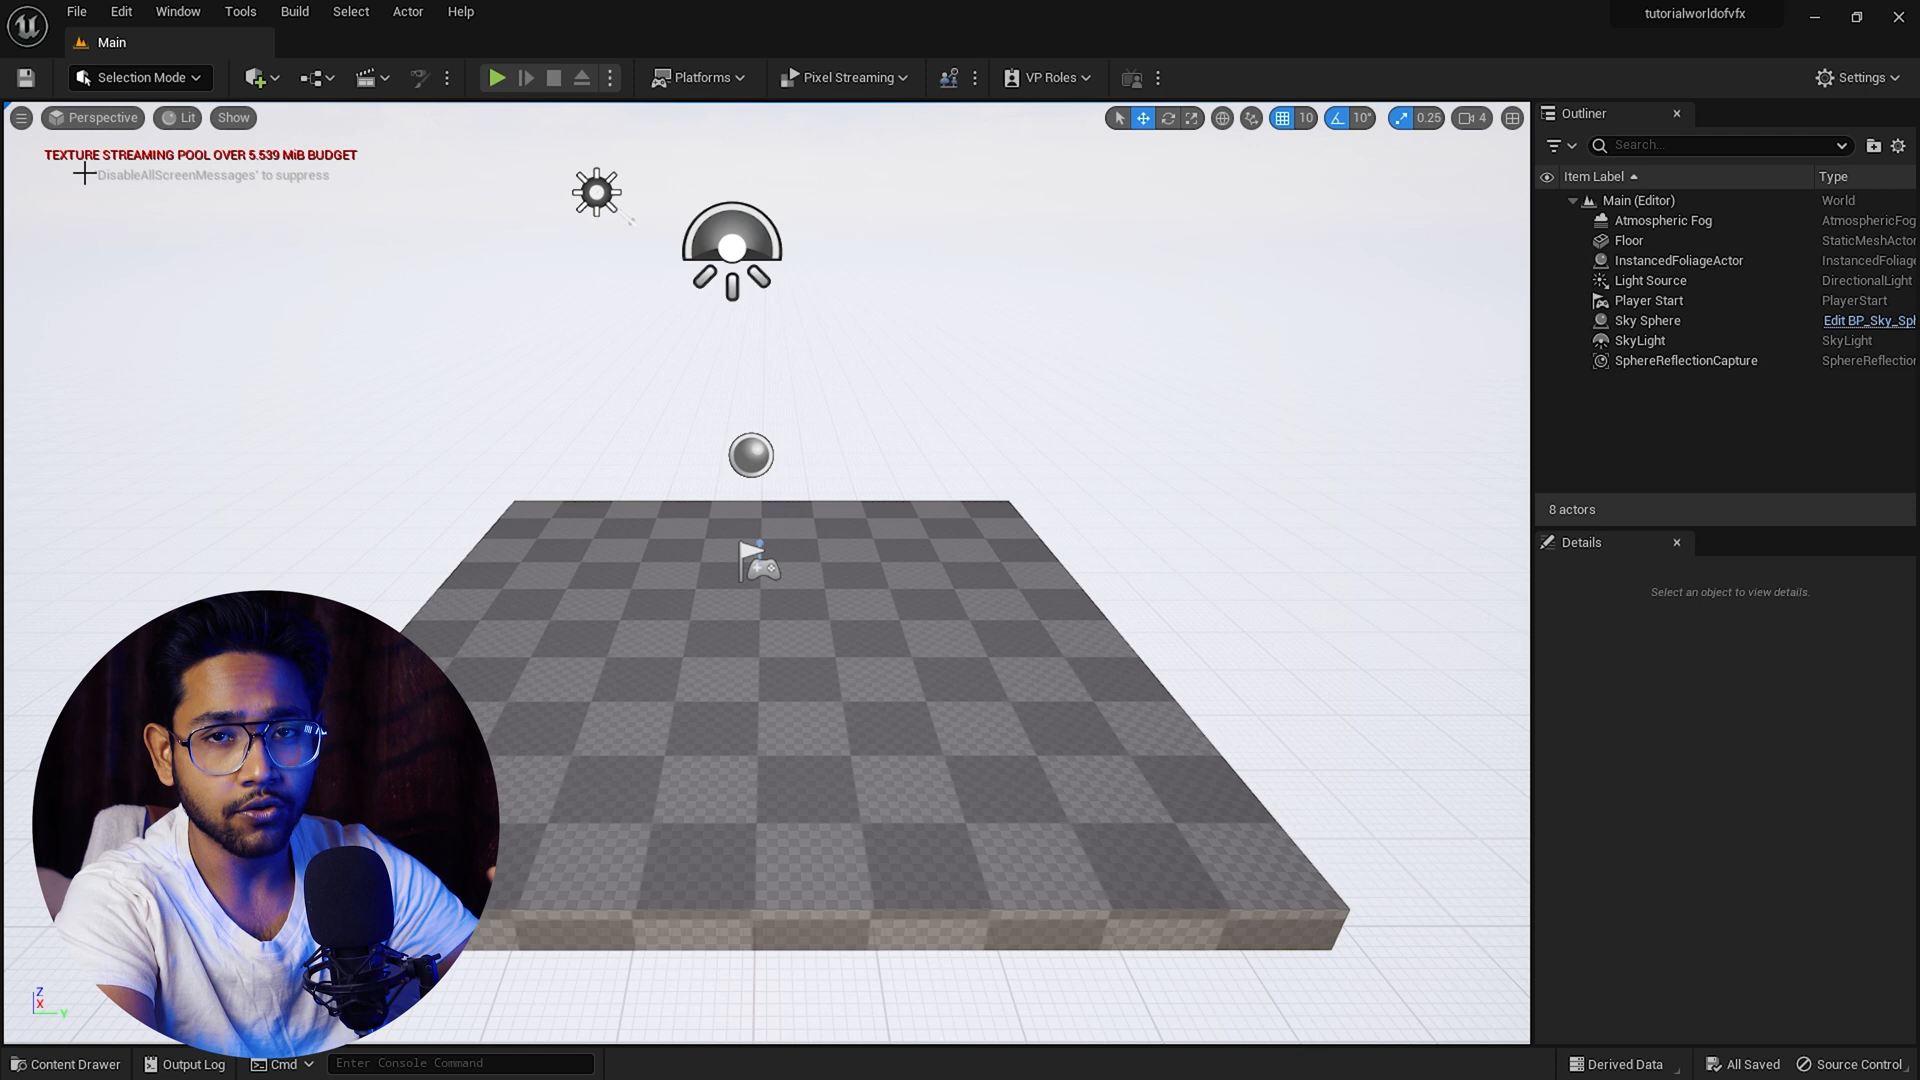 File Edit Window Tools Build Select Actor Help
tutorialworldofvfx
Main
Selection Mode
Platforms
Pixel Streaming
VP Roles
Settings
Perspective
Lit
Show
10
10°
0.25
4
TEXTURE STREAMING POOL OVER 5.539 MiB BUDGET
DisableAllScreenMessages' to suppress
Outliner
Search...
Item Label Type
Main (Editor) World
Atmospheric Fog AtmosphericFog
Floor StaticMeshActor
InstancedFoliageActor InstancedFoliage
Light Source DirectionalLight
Player Start PlayerStart
Sky Sphere Edit BP_Sky_Sph
SkyLight SkyLight
SphereReflectionCapture SphereReflection
8 actors
Details
Select an object to view details.
Z
X
Y
Content Drawer
Output Log
Cmd
Enter Console Command
Derived Data
All Saved
Source Control